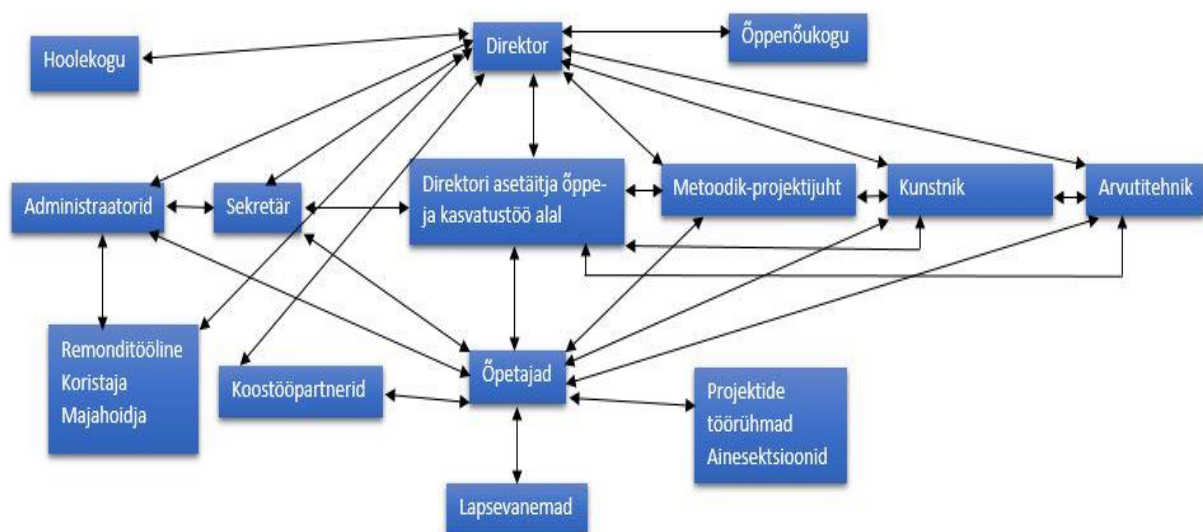 Hoolekogu
Direktor
Õppenõukogu
Administraatorid
Sekretär
Direktori asetäitja õppe-
ja kasvatustöö alal
Metoodik-projektijuht
Kunstnik
Arvutitehnik
Remonditööline
Koristaja
Majahoidja
Koostööpartnerid
Õpetajad
Projektide
töörühmad
Ainesektsioonid
Lapsevanemad